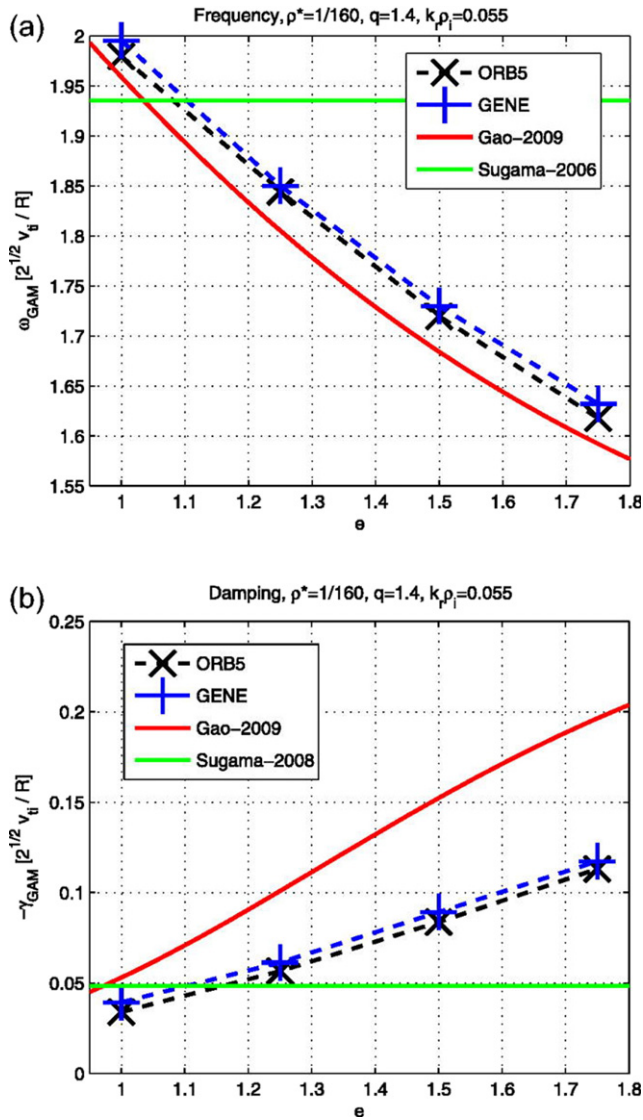 (a)
Frequency, ρ*=1/160, q=1.4, kᵣρᵢ=0.055
2
1.95
1.9
1.85
1.8
1.75
1.7
1.65
1.6
1.55
ω_GAM [2^1/2 v_ti / R]
ORB5
GENE
Gao-2009
Sugama-2006
1 1.1 1.2 1.3 1.4 1.5 1.6 1.7 1.8
e
(b)
Damping, ρ*=1/160, q=1.4, kᵣρᵢ=0.055
0.25
0.2
0.15
0.1
0.05
0
-γ_GAM [2^1/2 v_ti / R]
ORB5
GENE
Gao-2009
Sugama-2008
1 1.1 1.2 1.3 1.4 1.5 1.6 1.7 1.8
e